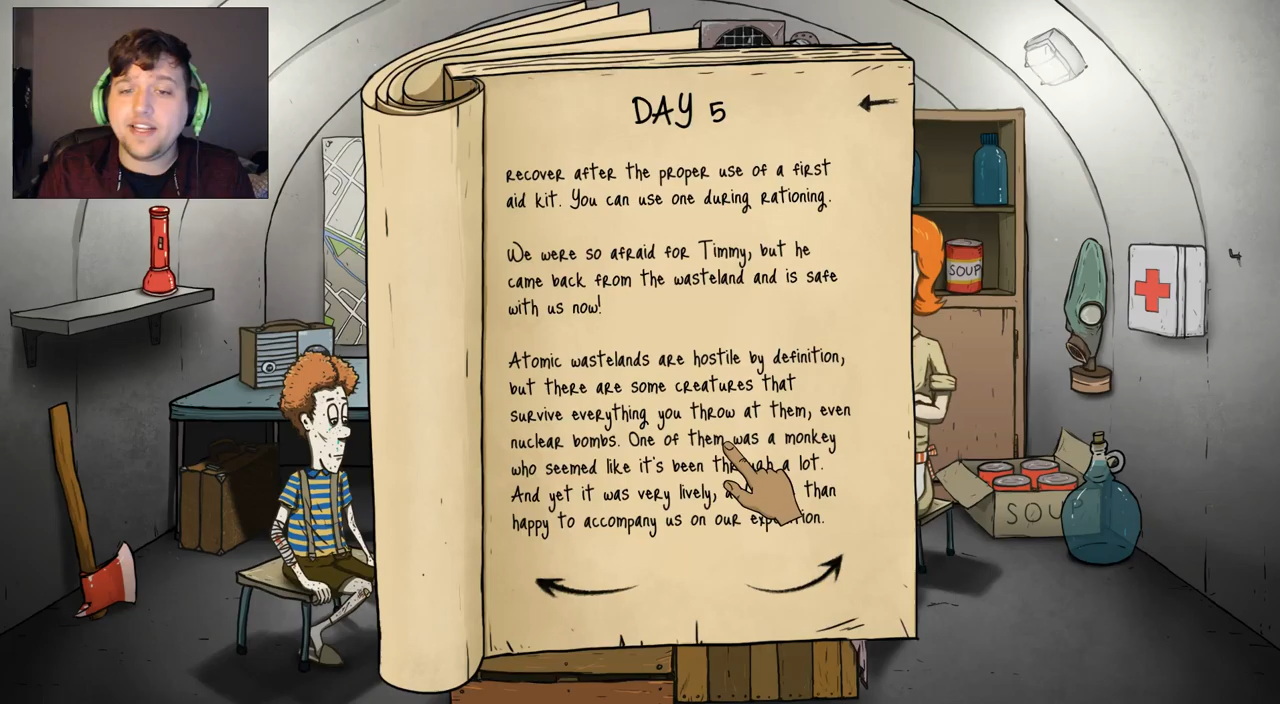 DAY 5
recover after the proper use of a first
aid kit. You can use one during rationing.
We were so afraid for Timmy, but he
came back from the wasteland and is safe
with us now!
Atomic wastelands are hostile by definition,
but there are some creatures that
survive everything you throw at them, even
nuclear bombs. One of them was a monkey
who seemed like it's been through a lot.
And yet it was very lively, than
happy to accompany us on our expedition.
SOUP
SOUP